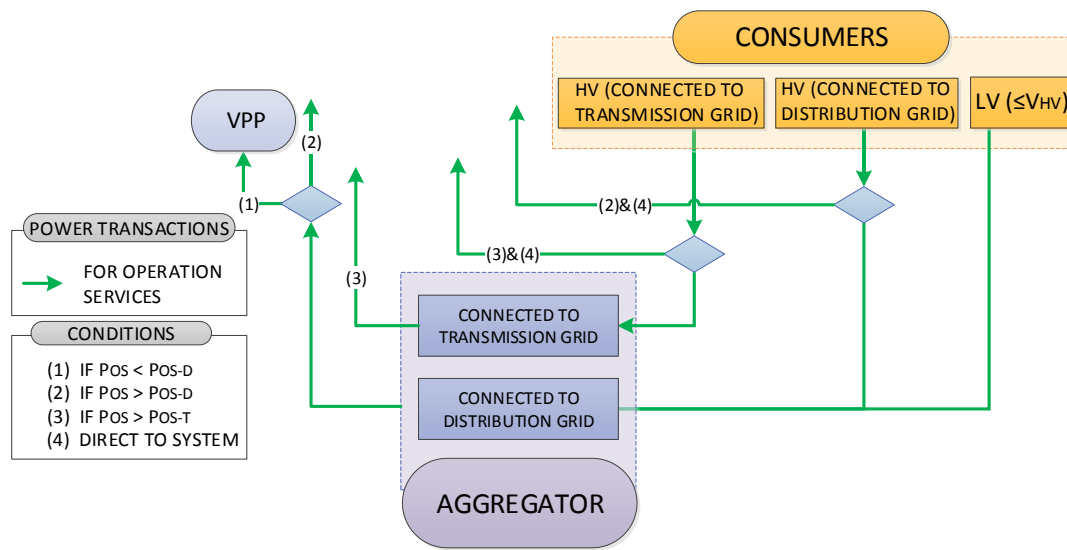 CONSUMERS
HV (CONNECTED TO
TRANSMISSION GRID)
HV (CONNECTED TO
DISTRIBUTION GRID)
LV (≤VHV)
VPP
(2)
(1)
(2)&(4)
(3)&(4)
(3)
POWER TRANSACTIONS
FOR OPERATION
SERVICES
CONDITIONS
(1) IF POS < POS-D
(2) IF POS > POS-D
(3) IF POS > POS-T
(4) DIRECT TO SYSTEM
CONNECTED TO
TRANSMISSION GRID
CONNECTED TO
DISTRIBUTION GRID
AGGREGATOR